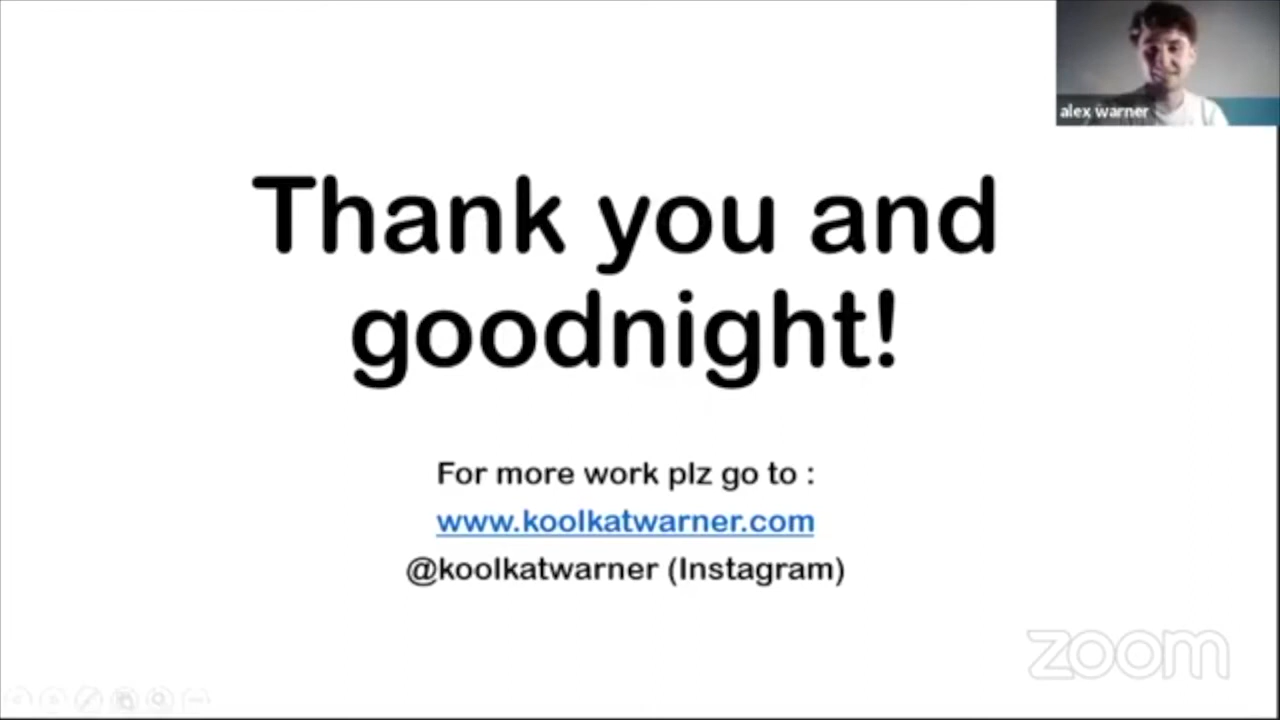 alex warner
Thank you and
goodnight!
For more work plz go to :
www.koolkatwarner.com
@koolkatwarner (Instagram)
zoom